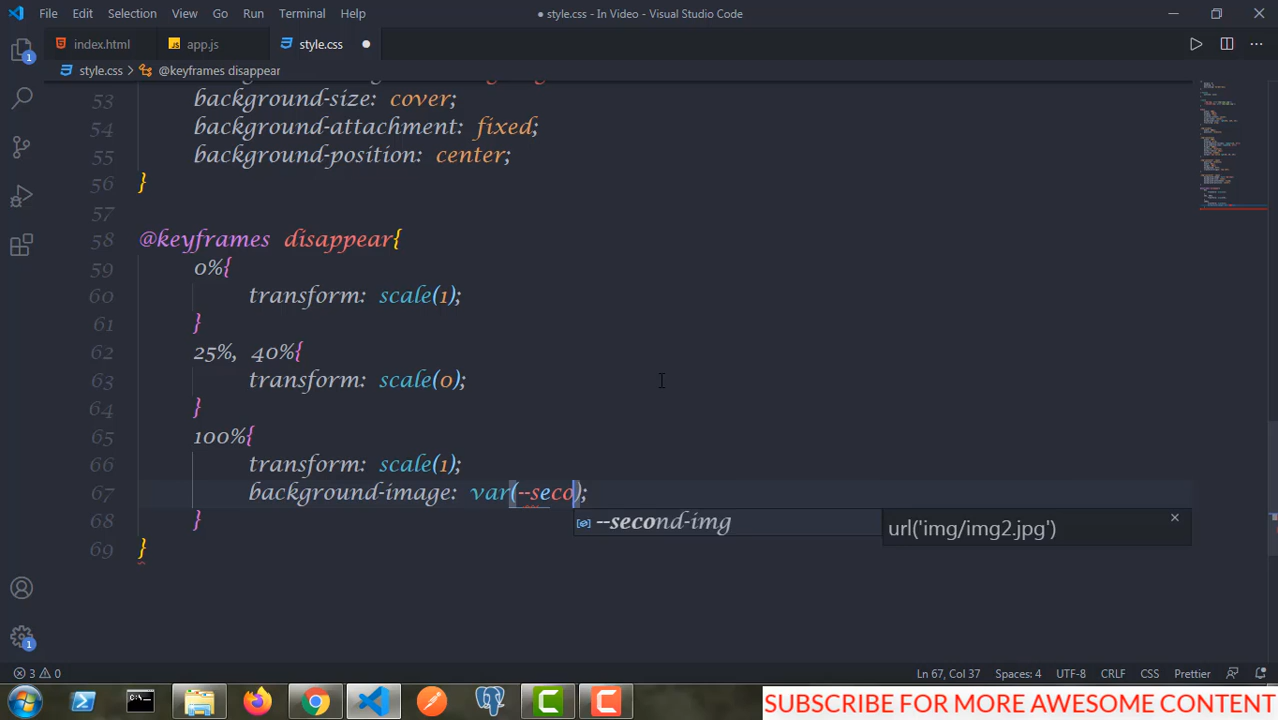 File Edit Selection View Go Run Terminal Help
● style.css - In Video - Visual Studio Code
index.html app.js style.css
style.css > @keyframes disappear
53 background-size: cover;
54 background-attachment: fixed;
55 background-position: center;
56 }
57
58 @keyframes disappear{
59 0%{
60 transform: scale(1);
61 }
62 25%, 40%{
63 transform: scale(0);
64 }
65 100%{
66 transform: scale(1);
67 background-image: var(--seco);
--second-img url('img/img2.jpg')
68 }
69 }
3 0 Ln 67, Col 37 Spaces: 4 UTF-8 CRLF CSS Prettier
SUBSCRIBE FOR MORE AWESOME CONTENT